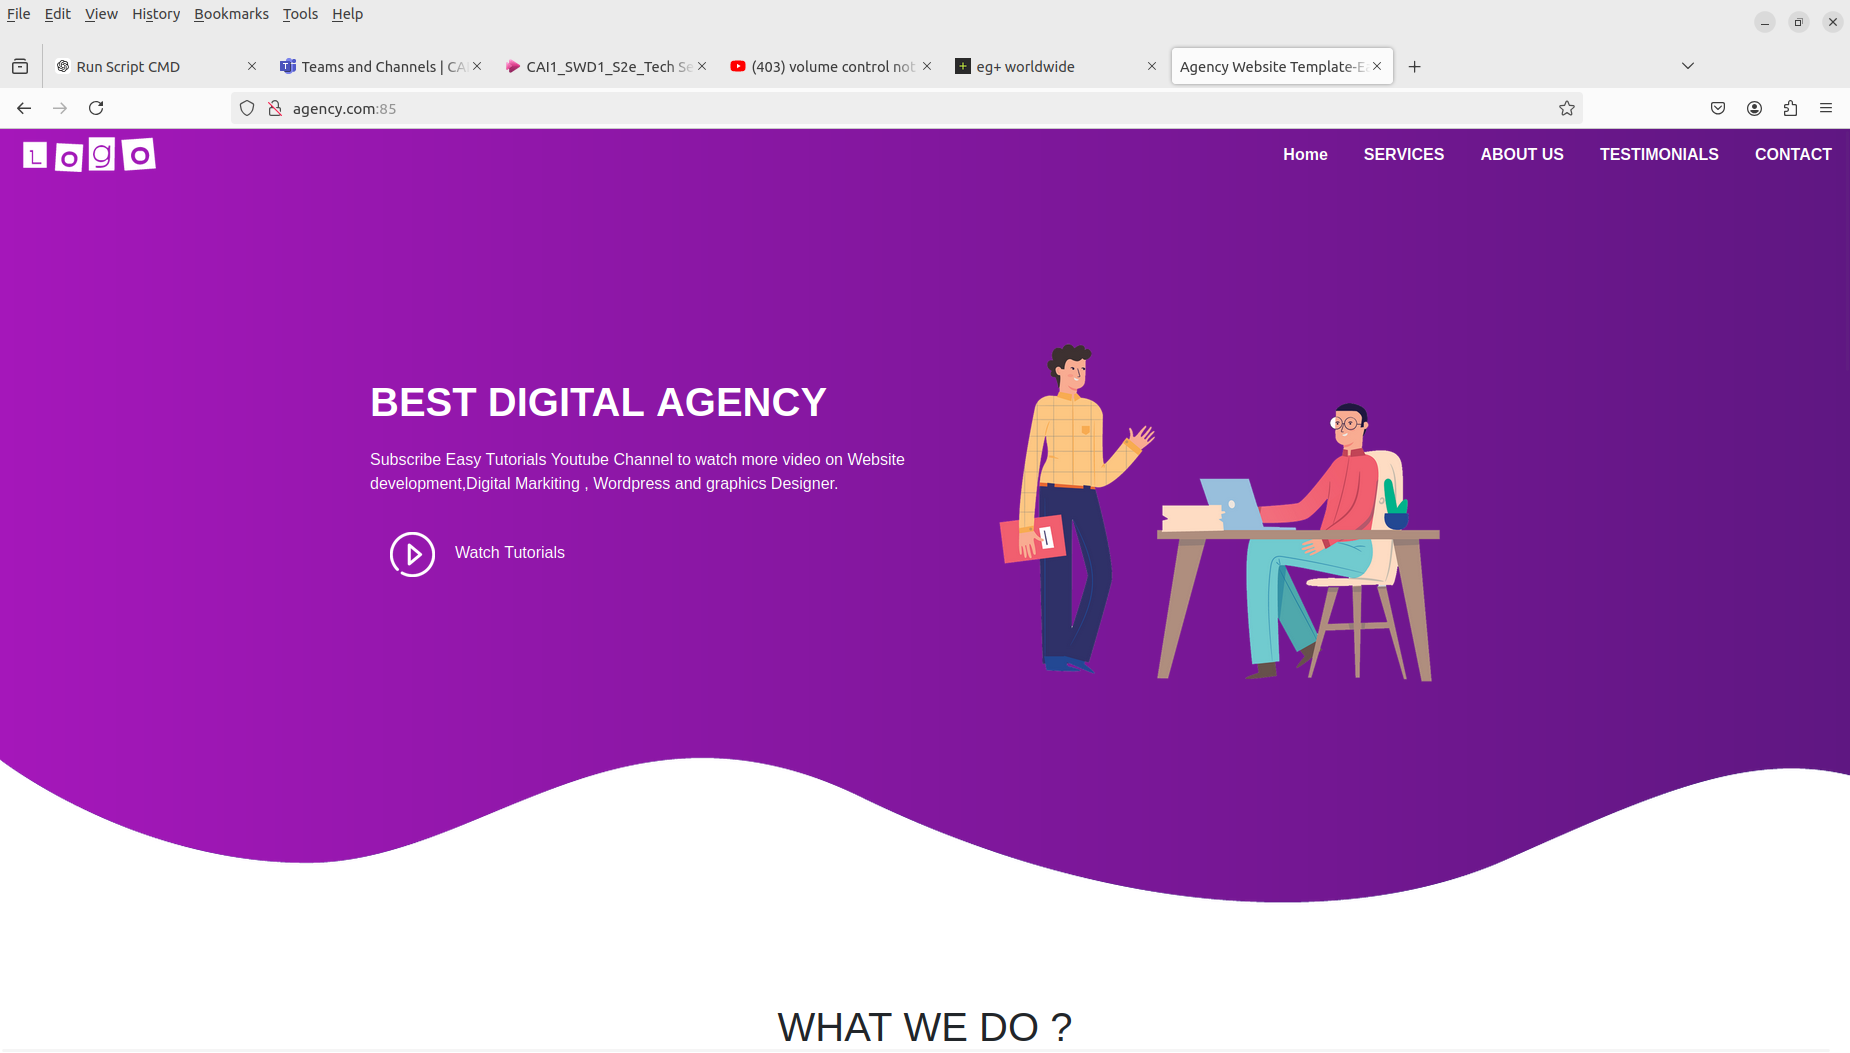 File Edit View History Bookmarks Tools Help
Run Script CMD
Teams and Channels | CA
CAI1_SWD1_S2e_Tech Se
(403) volume control not
eg+ worldwide
Agency Website Template-Ea
agency.com:85
LOgO
Home SERVICES ABOUT US TESTIMONIALS CONTACT
BEST DIGITAL AGENCY
Subscribe Easy Tutorials Youtube Channel to watch more video on Website
development,Digital Markiting , Wordpress and graphics Designer.
Watch Tutorials
WHAT WE DO ?